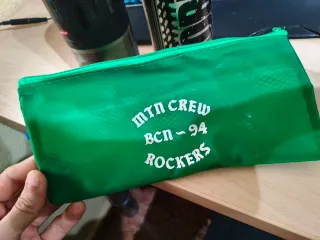 MTN CREW
BCN - 94
ROCKERS